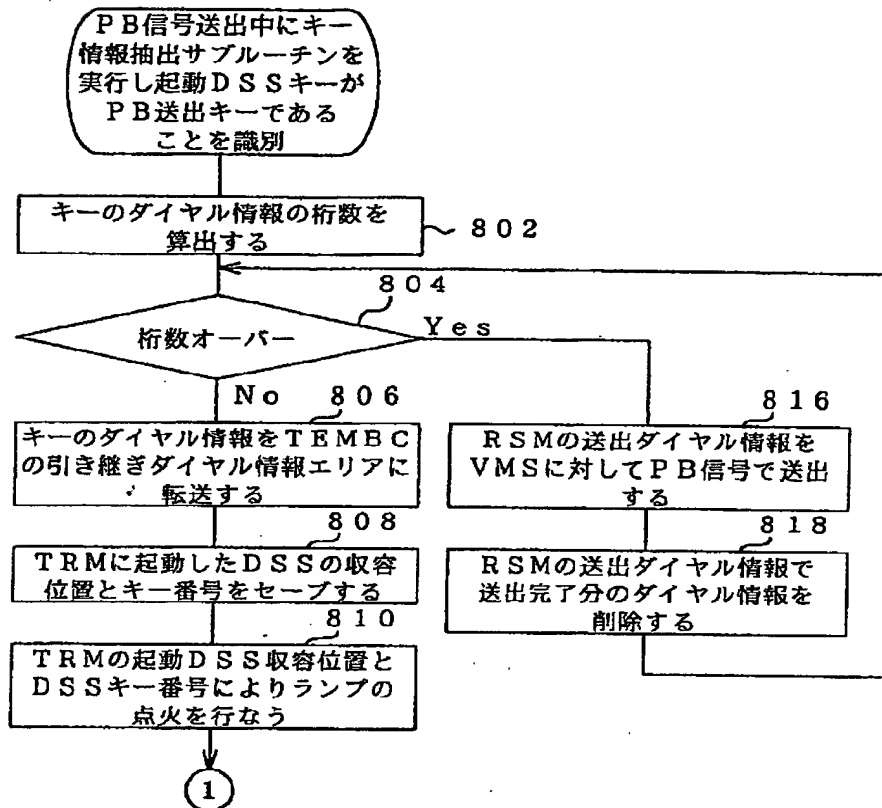 PB信号送出中にキー
情報抽出サブルーチンを
実行し起動DSSキーが
PB送出キーである
ことを識別
キーのダイヤル情報の桁数を
算出する
802
804
桁数オーバー
Yes
No
806
キーのダイヤル情報をTEMBC
の引き継ぎダイヤル情報エリアに
転送する
808
TRMに起動したDSSの収容
位置とキー番号をセーブする
810
TRMの起動DSS収容位置と
DSSキー番号によりランプの
点火を行なう
1
816
RSMの送出ダイヤル情報を
VMSに対してPB信号で送出
する
818
RSMの送出ダイヤル情報で
送出完了分のダイヤル情報を
削除する